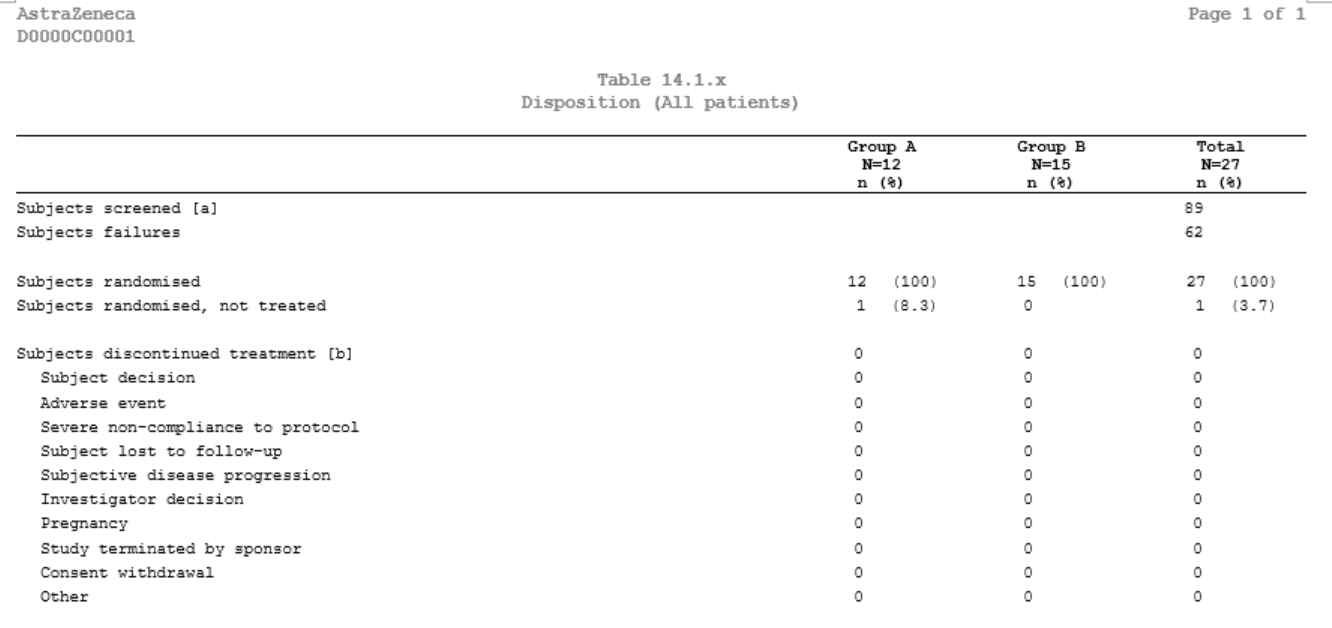 AstraZeneca Page 1 of 1
D0000C00001
Table 14.1.x
Disposition (All patients)
Group A Group B Total
N=12 N=15 N=27
n (%) n (%) n (%)
Subjects screened [a] 89
Subjects failures 62
Subjects randomised 12 (100) 15 (100) 27 (100)
Subjects randomised, not treated 1 (8.3) 0 1 (3.7)
Subjects discontinued treatment [b] 0 0 0
Subject decision 0 0 0
Adverse event 0 0 0
Severe non-compliance to protocol 0 0 0
Subject lost to follow-up 0 0 0
Subjective disease progression 0 0 0
Investigator decision 0 0 0
Pregnancy 0 0 0
Study terminated by sponsor 0 0 0
Consent withdrawal 0 0 0
Other 0 0 0